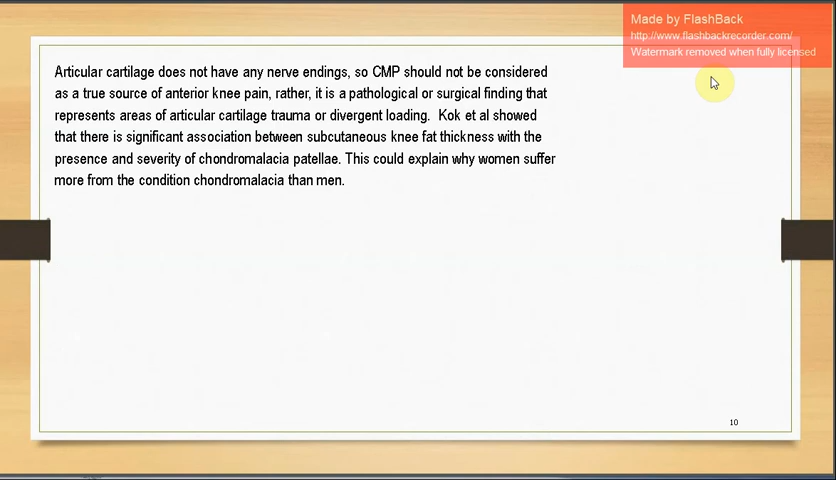 Made by FlashBack
http://www.flashbackrecorder.com/
Watermark removed when fully licensed
Articular cartilage does not have any nerve endings, so CMP should not be considered
as a true source of anterior knee pain, rather, it is a pathological or surgical finding that
represents areas of articular cartilage trauma or divergent loading.  Kok et al showed
that there is significant association between subcutaneous knee fat thickness with the
presence and severity of chondromalacia patellae. This could explain why women suffer
more from the condition chondromalacia than men.
10